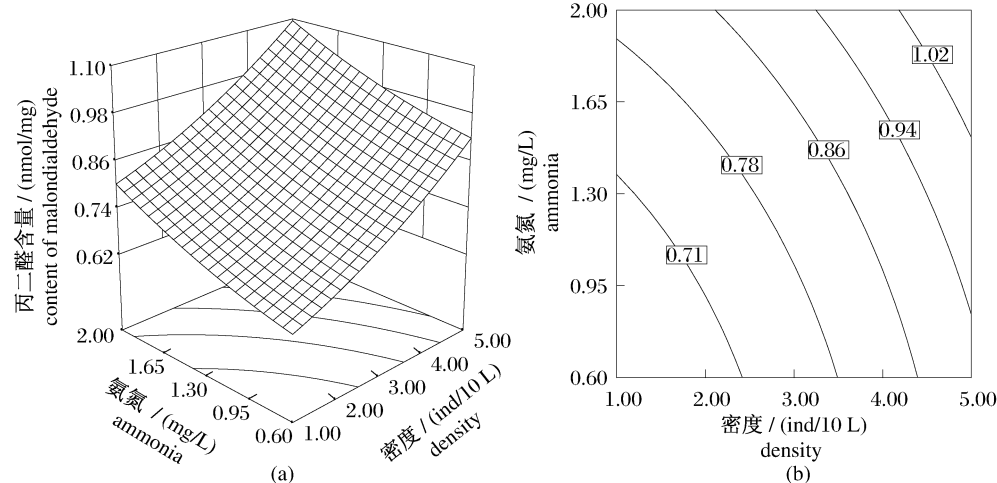 1.10
0.98
0.86
0.74
0.62
丙二醛含量 / (nmol/mg)
content of malondialdehyde
2.00
1.65
1.30
0.95
0.60
氨氮 / (mg/L)
ammonia
1.00
2.00
3.00
4.00
5.00
密度 / (ind/10 L)
density
(a)
2.00
1.65
1.30
0.95
0.60
氨氮 / (mg/L)
ammonia
1.02
0.94
0.86
0.78
0.71
1.00 2.00 3.00 4.00 5.00
密度 / (ind/10 L)
density
(b)